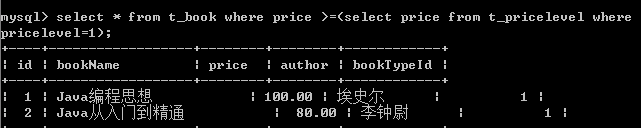 mysql> select * from t_book where price >=(select price from t_pricelevel where
pricelevel=1);
+----+--------------------+--------+--------+------------+
| id | bookName           | price  | author | bookTypeId |
+----+--------------------+--------+--------+------------+
|  1 | Java编程思想           | 100.00 | 埃史尔    |          1 |
|  2 | Java从入门到精通         |  80.00 | 李钟尉    |          1 |